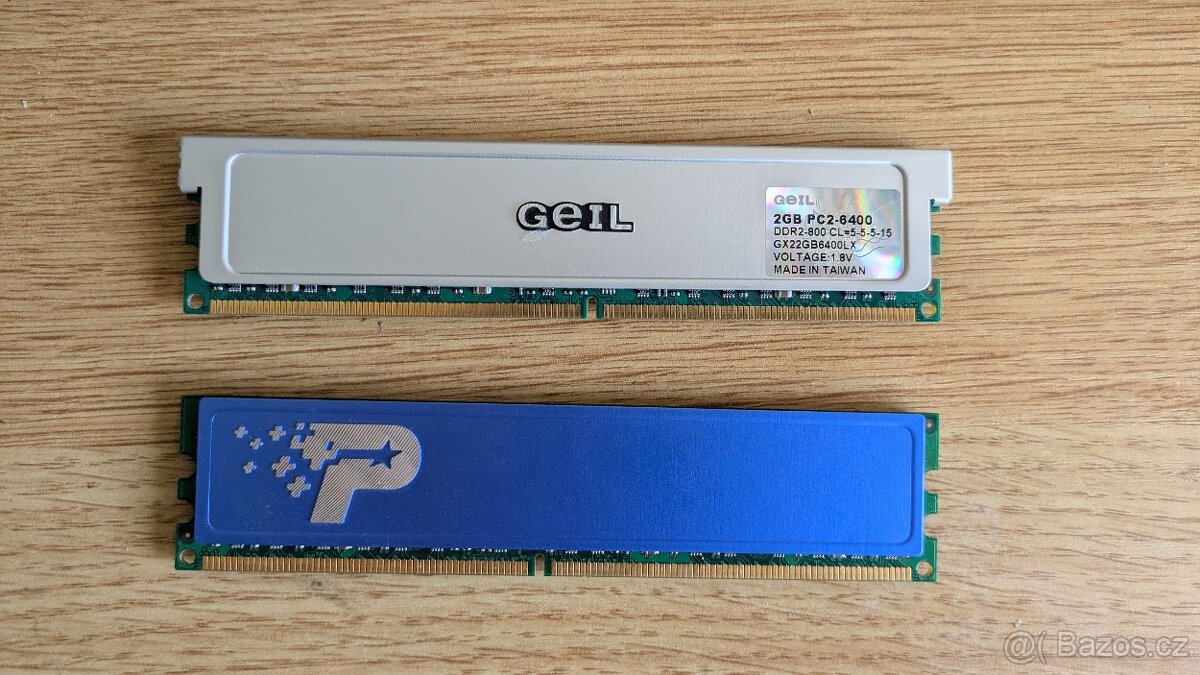 GeIL
GeIL
2GB PC2-6400
DDR2-800 CL=5-5-5-15
GX22GB6400LX
VOLTAGE:1.8V
MADE IN TAIWAN
P
@( Bazos.cz